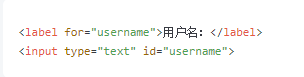 <label for="username">用户名：</label>
<input type="text" id="username">